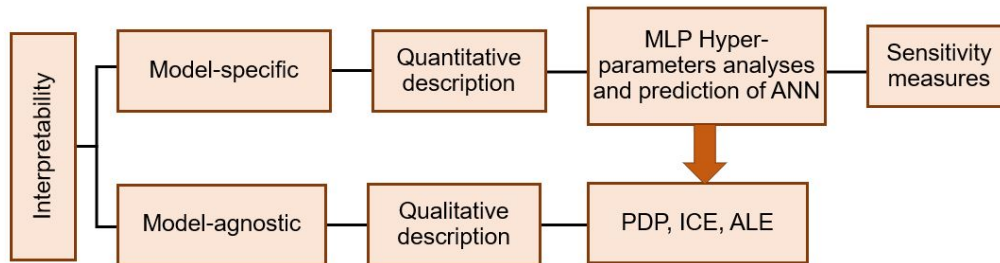 Interpretability
Model-specific
Quantitative
description
MLP Hyper-
parameters analyses
and prediction of ANN
Sensitivity
measures
Model-agnostic
Qualitative
description
PDP, ICE, ALE